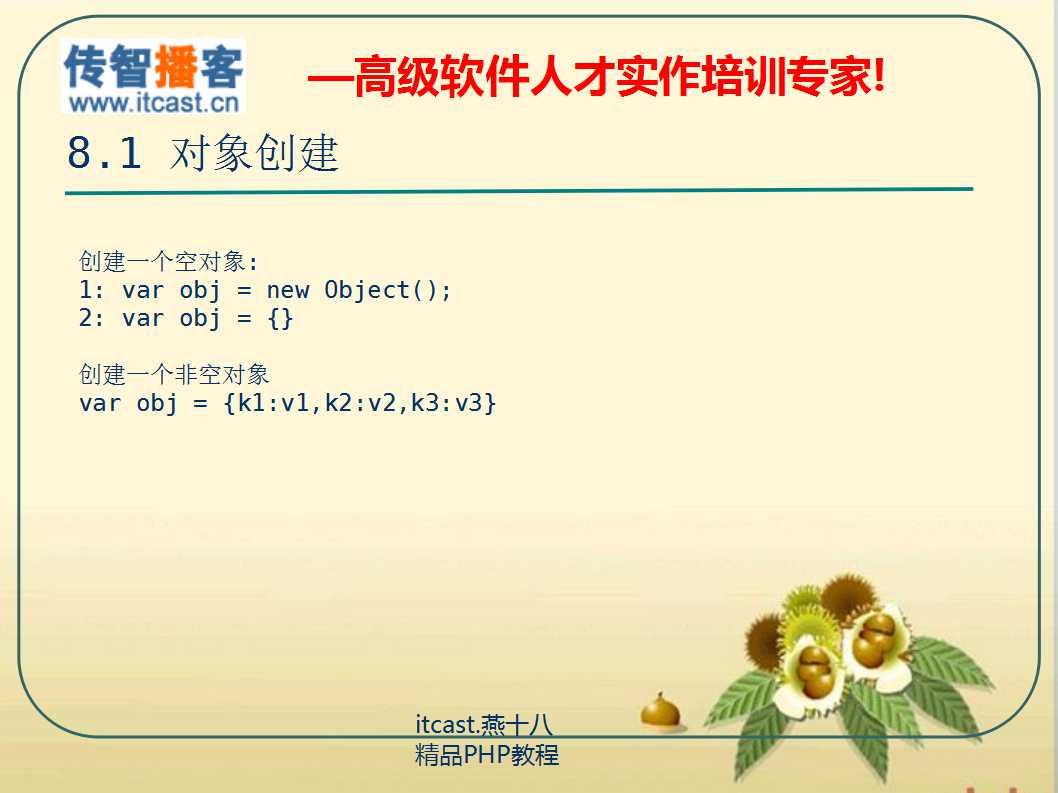 传智播客
www.itcast.cn
—高级软件人才实作培训专家!
8.1 对象创建
创建一个空对象:
1: var obj = new Object();
2: var obj = {}
创建一个非空对象
var obj = {k1:v1,k2:v2,k3:v3}
itcast.燕十八
精品PHP教程